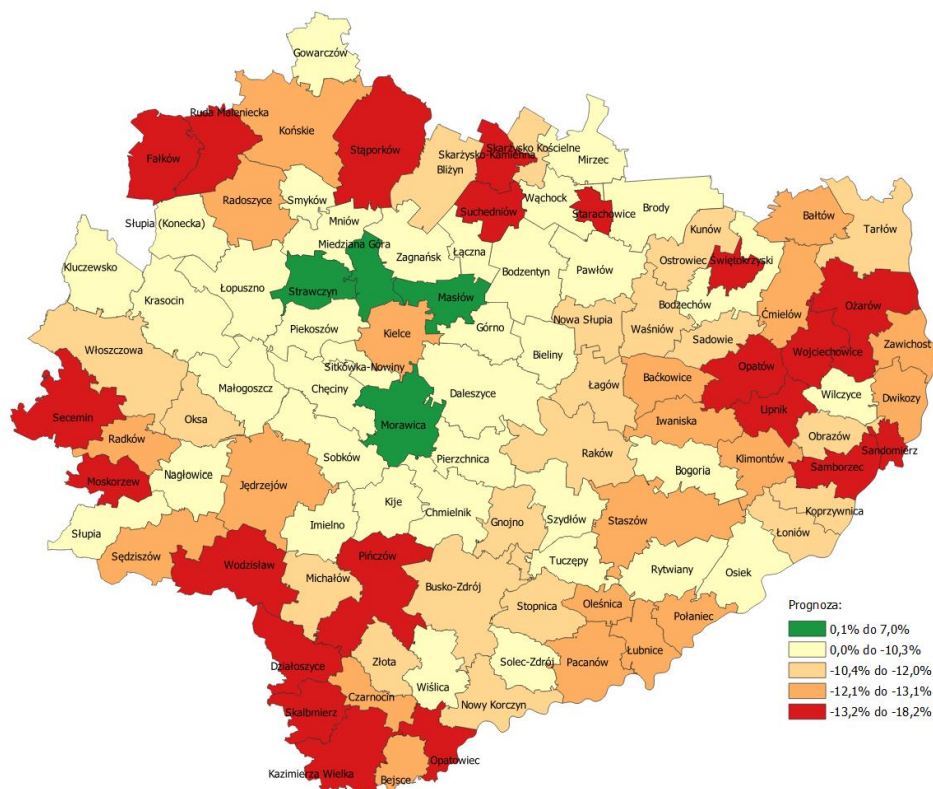 Gowarczów
Ruda Maleniecka
Końskie
Stąporków
Fałków
Skarżysko Kościelne
Skarżysko-Kamienna
Mirzec
Bliżyn
Radoszyce
Smyków
Suchedniów
Wąchock
Starachowice
Brody
Bałtów
Słupia (Konecka)
Mniów
Kunów
Tarłów
Miedziana Góra
Zagnańsk
Łączna
Ostrowiec
Świętokrzyski
Kluczewsko
Bodzentyn
Pawłów
Łopuszno
Strawczyn
Masłów
Krasocin
Bodzechów
Ożarów
Ćmielów
Piekoszów
Kielce
Górno
Nowa Słupia
Waśniów
Sadowie
Zawichost
Włoszczowa
Bieliny
Wojciechowice
Sitkówka-Nowiny
Opatów
Małogoszcz
Chęciny
Łagów
Baćkowice
Daleszyce
Wilczyce
Dwikozy
Secemin
Oksa
Lipnik
Morawica
Iwaniska
Radków
Obrazów
Sandomierz
Sobków
Pierzchnica
Raków
Klimontów
Nagłowice
Bogoria
Moskorzew
Jędrzejów
Samborzec
Koprzywnica
Kije
Chmielnik
Imielno
Gnojno
Szydłów
Staszów
Łoniów
Słupia
Sędziszów
Pińczów
Wodzisław
Tuczępy
Osiek
Rytwiany
Michałów
Busko-Zdrój
Oleśnica
Stopnica
Połaniec
Prognoza:
0,1% do 7,0%
0,0% do -10,3%
-10,4% do -12,0%
-12,1% do -13,1%
-13,2% do -18,2%
Złota
Solec-Zdrój
Pacanów
Łubnice
Działoszyce
Wiślica
Czarnocin
Nowy Korczyn
Skalbmierz
Opatowiec
Kazimierza Wielka
Bejsce